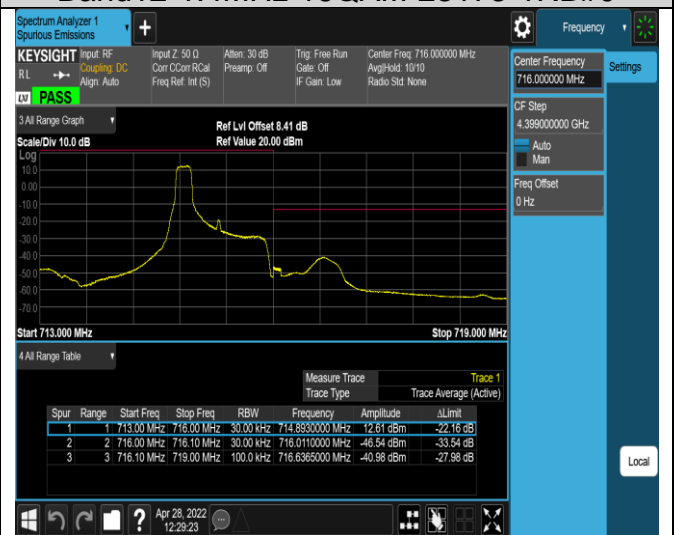 Spectrum Analyzer 1
Spurious Emissions
+
Frequency
KEYSIGHT Input: RF Input Z: 50 Ω Atten: 30 dB Trig: Free Run Center Freq: 716.000000 MHz
RL Coupling: DC Corr CCorr RCal Preamp: Off Gate: Off Avg|Hold: 10/10
Align: Auto Freq Ref: Int (S) IF Gain: Low Radio Std: None
LXI PASS
Center Frequency
716.000000 MHz
Settings
CF Step
4.399000000 GHz
Auto
Man
Freq Offset
0 Hz
3 All Range Graph
Ref Lvl Offset 8.41 dB
Scale/Div 10.0 dB Ref Value 20.00 dBm
Log
10.0
0.00
-10.0
-20.0
-30.0
-40.0
-50.0
-60.0
-70.0
Start 713.000 MHz Stop 719.000 MHz
4 All Range Table
Measure Trace Trace 1
Trace Type Trace Average (Active)
Spur Range Start Freq Stop Freq RBW Frequency Amplitude ΔLimit
1 1 713.00 MHz 716.00 MHz 30.00 kHz 714.8930000 MHz 12.61 dBm -22.16 dB
2 2 716.00 MHz 716.10 MHz 30.00 kHz 716.0110000 MHz -46.54 dBm -33.54 dB
3 3 716.10 MHz 719.00 MHz 100.0 kHz 716.6365000 MHz -40.98 dBm -27.98 dB
Local
? Apr 28, 2022
12:29:23